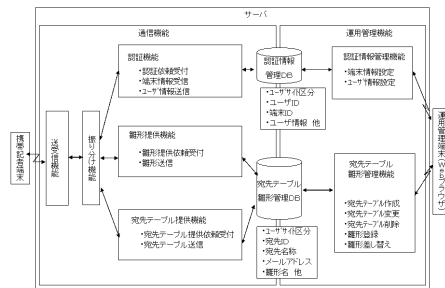 サーバ
通信機能
運用管理機能
認証機能
・認証依頼受付
・端末情報受信
・ユーザ情報送信
認証情報
管理DB
・ユーザサイト区分
・ユーザID
・端末ID
・ユーザ情報 他
認証情報管理機能
・端末情報設定
・ユーザ情報設定
携帯記者端末
送受信機能
振り分け機能
雛形提供機能
・雛形提供依頼受付
・雛形送信
宛先テーブル
雛形管理DB
・ユーザサイト区分
・宛先ID
・宛先名称
・メールアドレス
・雛形名 他
宛先テーブル
雛形管理機能
・宛先テーブル作成
・宛先テーブル変更
・宛先テーブル削除
・雛形登録
・雛形差し替え
宛先テーブル提供機能
・宛先テーブル提供依頼受付
・宛先テーブル送信
運用管理端末(Webブラウザ)